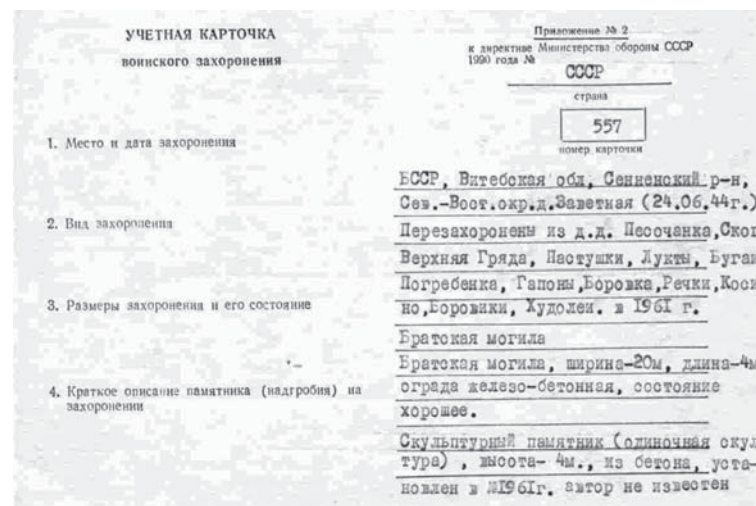 УЧЕТНАЯ КАРТОЧКА
воинского захоронения
Приложение № 2
к директиве Министерства обороны СССР
1990 года №
СССР
страна
557
номер карточки
1. Место и дата захоронения
БССР, Витебская обл, Сенненский р-н,
Сев.-Вост.окр.д.Заветная (24.06.44г.)
2. Вид захоронения
Перезахоронены из д.д. Песочанка,
Верхняя Гряда, Пастушки, Лукты,
Погребенка, Гапоны,Боровка,Речки,
но,Боровики, Худолеи. в 1961 г.
3. Размеры захоронения и его состояние
Братская могила
Братская могила, ширина-20м, длина-4м
ограда железо-бетонная, состояние
хорошее.
4. Краткое описание памятника (надгробия) на
захоронении
Скульптурный памятник (одиночная
тура) , высота- 4м., из бетона, уста-
новлен в 1961г. автор не известен